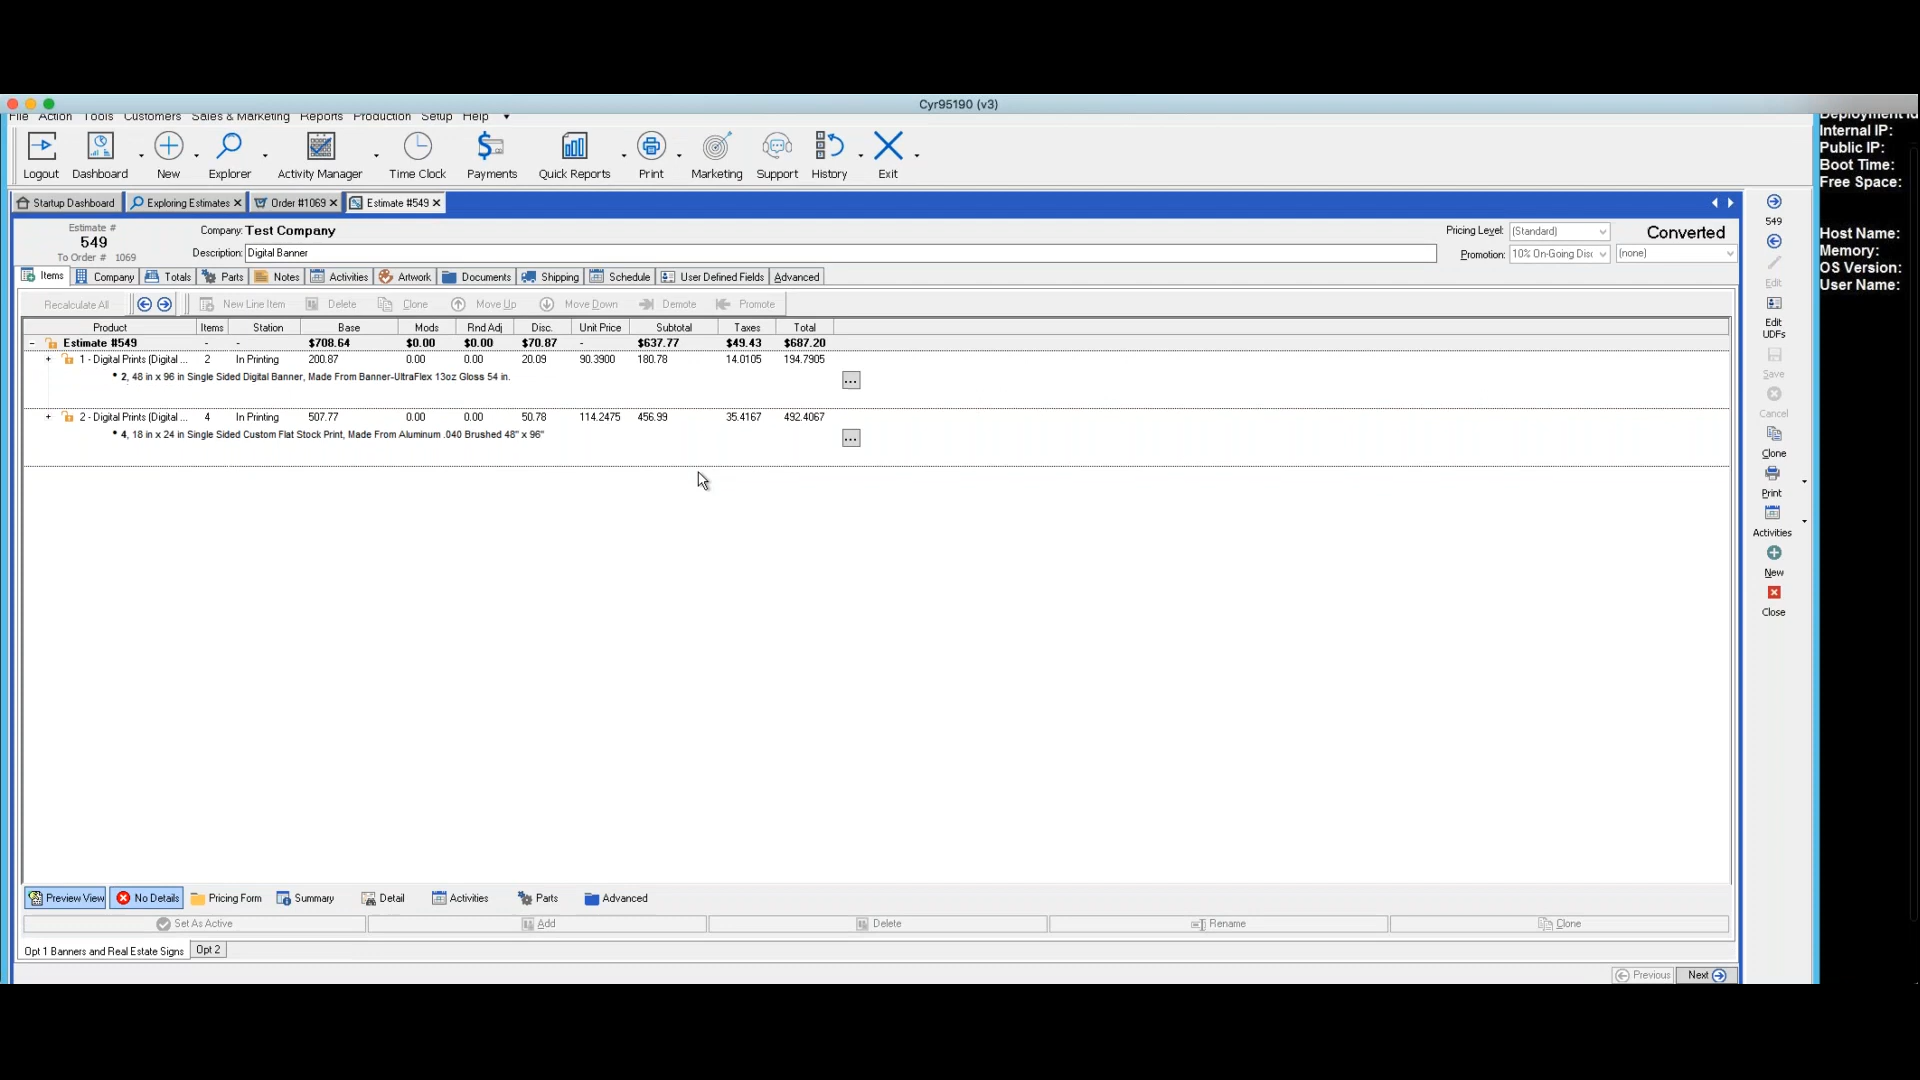 Cyr95190 (v3)
File Action Tools Customers Sales & Marketing Reports Production Setup Help
Logout Dashboard New Explorer Activity Manager Time Clock Payments Quick Reports Print Marketing Support History Exit
Startup Dashboard Exploring Estimates Order #1069 Estimate #549
Estimate #
549
To Order # 1069
Company: Test Company
Description: Digital Banner
Pricing Level: (Standard)
Converted
Promotion: 10% On-Going Disc (none)
Items Company Totals Parts Notes Activities Artwork Documents Shipping Schedule User Defined Fields Advanced
Recalculate All New Line Item Delete Clone Move Up Move Down Demote Promote
Product Items Station Base Mods Rnd Adj Disc. Unit Price Subtotal Taxes Total
- Estimate #549 - - $708.64 $0.00 $0.00 $70.87 - $637.77 $49.43 $687.20
+ 1 - Digital Prints (Digital ... 2 In Printing 200.87 0.00 0.00 20.09 90.3900 180.78 14.0105 194.7905
• 2, 48 in x 96 in Single Sided Digital Banner, Made From Banner-UltraFlex 13oz Gloss 54 in.
...
+ 2 - Digital Prints (Digital ... 4 In Printing 507.77 0.00 0.00 50.78 114.2475 456.99 35.4167 492.4067
• 4, 18 in x 24 in Single Sided Custom Flat Stock Print, Made From Aluminum .040 Brushed 48" x 96"
...
Preview View No Details Pricing Form Summary Detail Activities Parts Advanced
Set As Active Add Delete Rename Clone
Opt 1 Banners and Real Estate Signs Opt 2
Previous Next
549
Edit
Edit
UDFs
Save
Cancel
Clone
Print
Activities
New
Close
Deployment Id
Internal IP:
Public IP:
Boot Time:
Free Space:
Host Name:
Memory:
OS Version:
User Name: